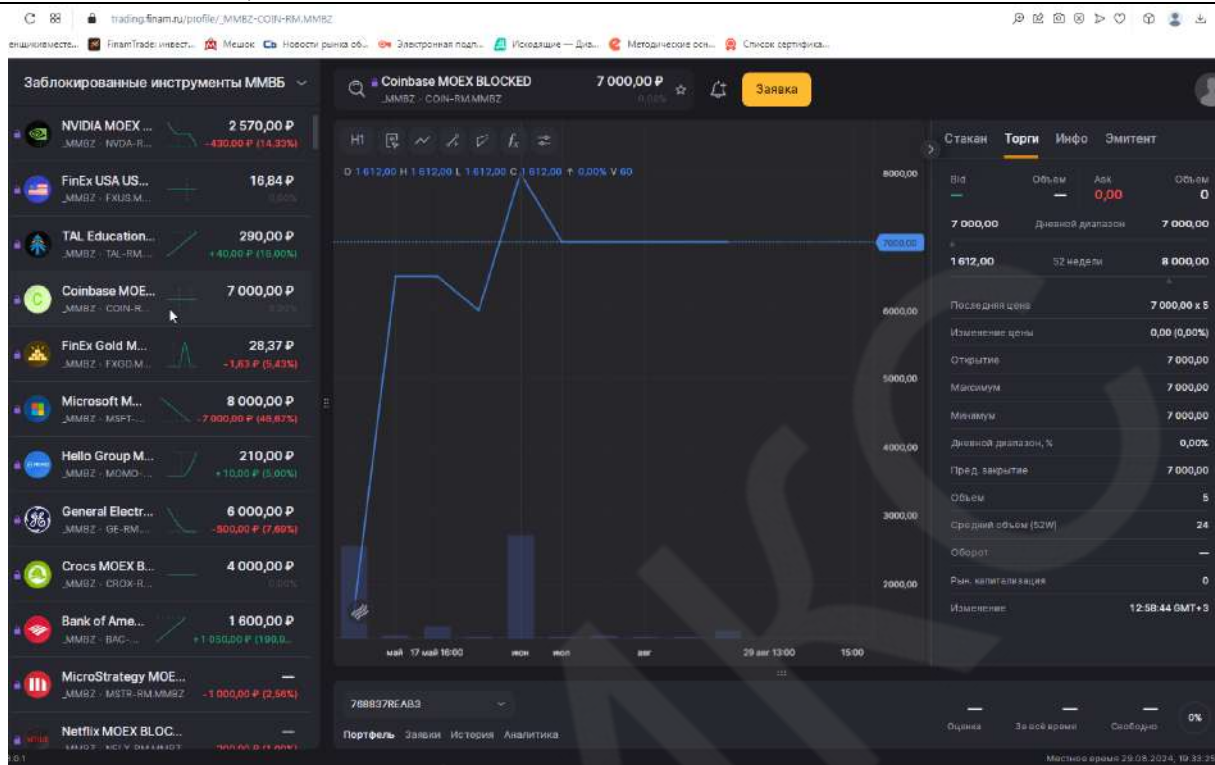 trading.finam.ru/profile/_MMBZ-COIN-RM.MMBZ
FinamTrade: инвест... Мешок Новости рынка об... Электронная подп... Исходящие — Диа... Методические осн... Список сертифика...
Заблокированные инструменты ММВБ
NVIDIA MOEX ... 2 570,00 ₽
_MMBZ · NVDA-R... -430,00 ₽ (14,33%)
FinEx USA US... 16,84 ₽
_MMBZ · FXUS.M... 0,00%
TAL Education... 290,00 ₽
_MMBZ · TAL-RM... +40,00 ₽ (16,00%)
Coinbase MOE... 7 000,00 ₽
_MMBZ · COIN-R... 0,00%
FinEx Gold M... 28,37 ₽
_MMBZ · FXGD.M... -1,63 ₽ (5,43%)
Microsoft M... 8 000,00 ₽
_MMBZ · MSFT-... -7 000,00 ₽ (46,67%)
Hello Group M... 210,00 ₽
_MMBZ · MOMO-... +10,00 ₽ (5,00%)
General Electr... 6 000,00 ₽
_MMBZ · GE-RM... -500,00 ₽ (7,69%)
Crocs MOEX B... 4 000,00 ₽
_MMBZ · CROX-R... 0,00%
Bank of Ame... 1 600,00 ₽
_MMBZ · BAC-... +1 050,00 ₽ (190,9...
MicroStrategy MOE... —
_MMBZ · MSTR-RM.MMBZ -1 000,00 ₽ (2,56%)
Netflix MOEX BLOC... —
Coinbase MOEX BLOCKED 7 000,00 ₽
_MMBZ · COIN-RM.MMBZ 0,00%
Заявка
H1
O 1 612,00 H 1 612,00 L 1 612,00 C 1 612,00 ↑ 0,00% V 60
8000,00
7000,00
6000,00
5000,00
4000,00
3000,00
2000,00
май 17 май 16:00 июн июл авг 29 авг 13:00 15:00
768837REAB3
Портфель Заявки История Аналитика
Оценка За всё время Свободно 0%
Стакан Торги Инфо Эмитент
Bid Объем Ask Объем
— — 0,00 0
7 000,00 Дневной диапазон 7 000,00
1 612,00 52 недели 8 000,00
Последняя цена 7 000,00 x 5
Изменение цены 0,00 (0,00%)
Открытие 7 000,00
Максимум 7 000,00
Минимум 7 000,00
Дневной диапазон, % 0,00%
Пред. закрытие 7 000,00
Объем 5
Средний объем (52W) 24
Оборот —
Рын. капитализация 0
Изменение 12:58:44 GMT+3
Местное время 29.08.2024, 19:33:25